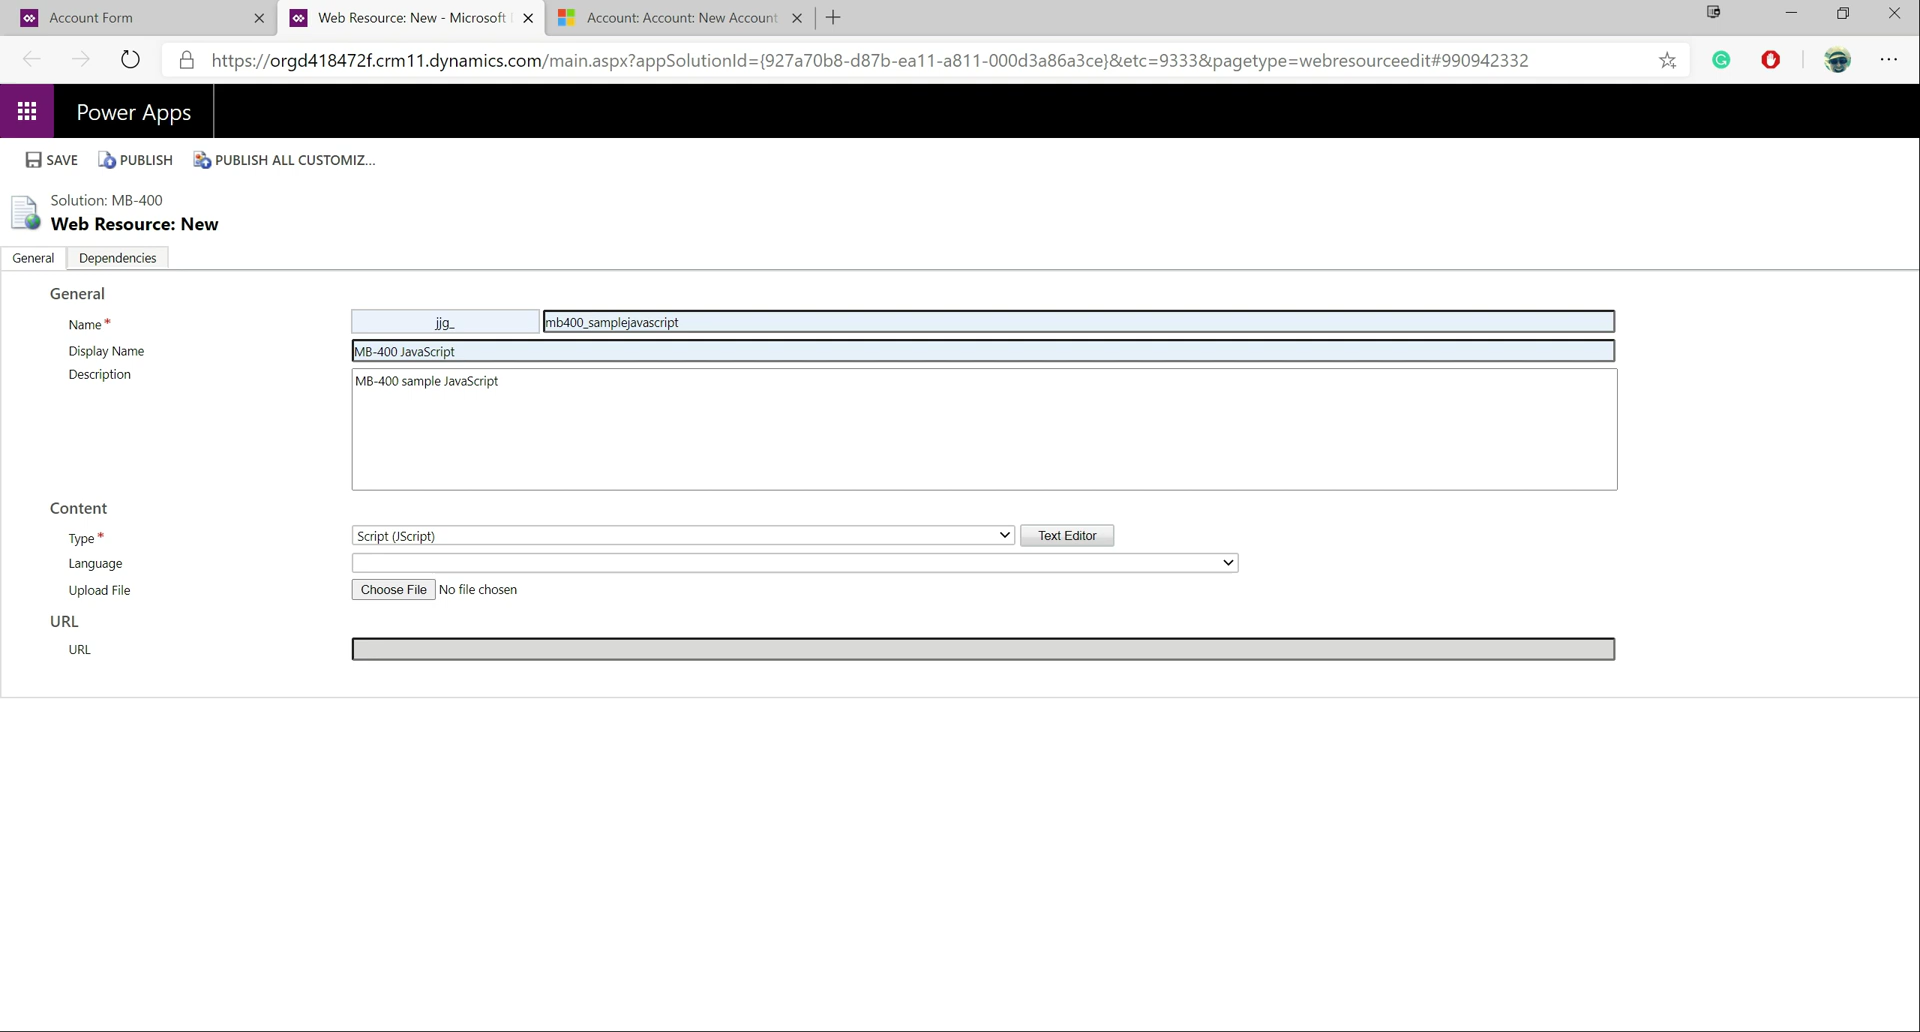 Account Form
Web Resource: New - Microsoft
Account: Account: New Account
https://orgd418472f.crm11.dynamics.com/main.aspx?appSolutionId={927a70b8-d87b-ea11-a811-000d3a86a3ce}&etc=9333&pagetype=webresourceedit#990942332
Power Apps
SAVE PUBLISH PUBLISH ALL CUSTOMIZ...
Solution: MB-400
Web Resource: New
General Dependencies
General
Name* jjg_ mb400_samplejavascript
Display Name MB-400 JavaScript
Description MB-400 sample JavaScript
Content
Type* Script (JScript) Text Editor
Language
Upload File Choose File No file chosen
URL
URL